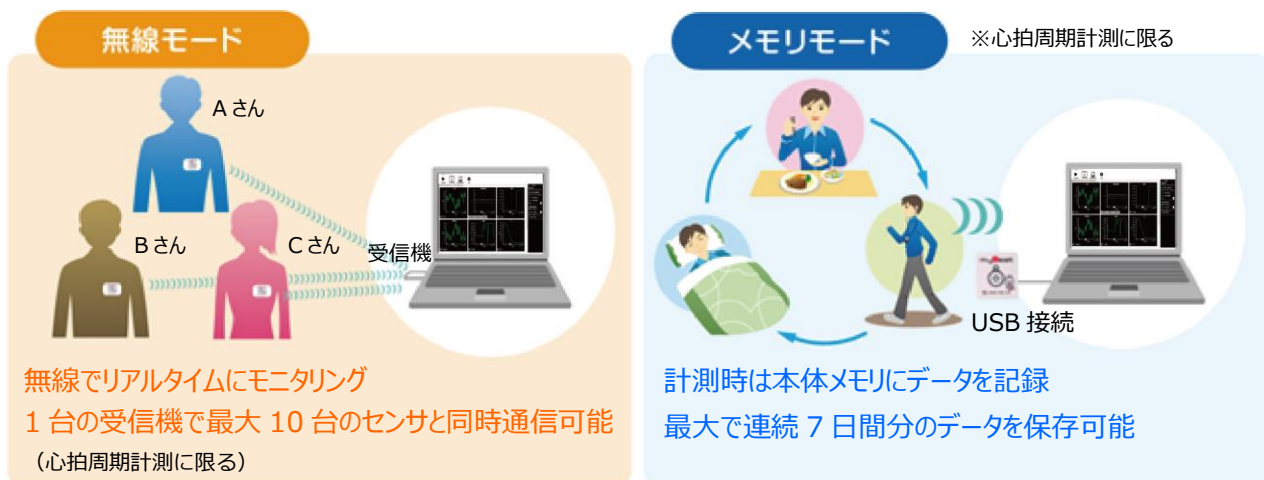 無線モード
Aさん
Bさん
Cさん
受信機
無線でリアルタイムにモニタリング
1台の受信機で最大10台のセンサと同時通信可能
（心拍周期計測に限る）
メモリモード
※心拍周期計測に限る
USB接続
計測時は本体メモリにデータを記録
最大で連続7日間分のデータを保存可能